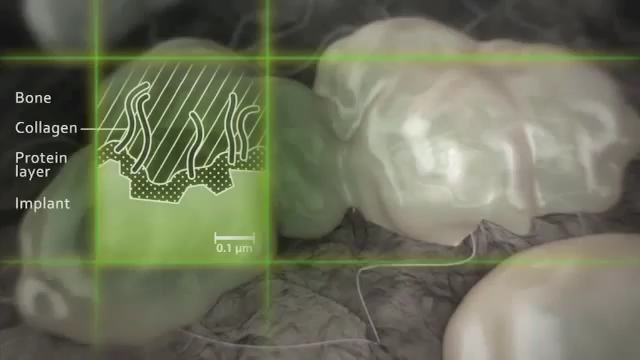 Bone
Collagen
Protein
layer
Implant
0.1 µm